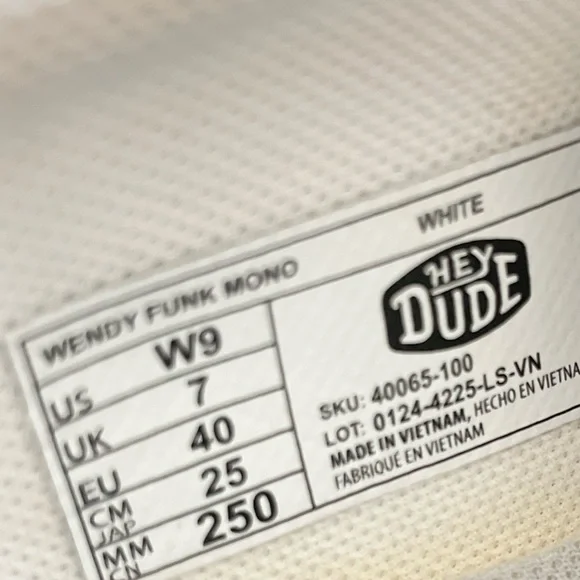 WENDY FUNK MONO WHITE
US W9
UK 7
EU 40
CM JAP 25
MM CN 250
HEY DUDE
SKU: 40065-100
LOT: 0124-4225-LS-VN
MADE IN VIETNAM, HECHO EN VIETNA
FABRIQUÉ EN VIETNAM